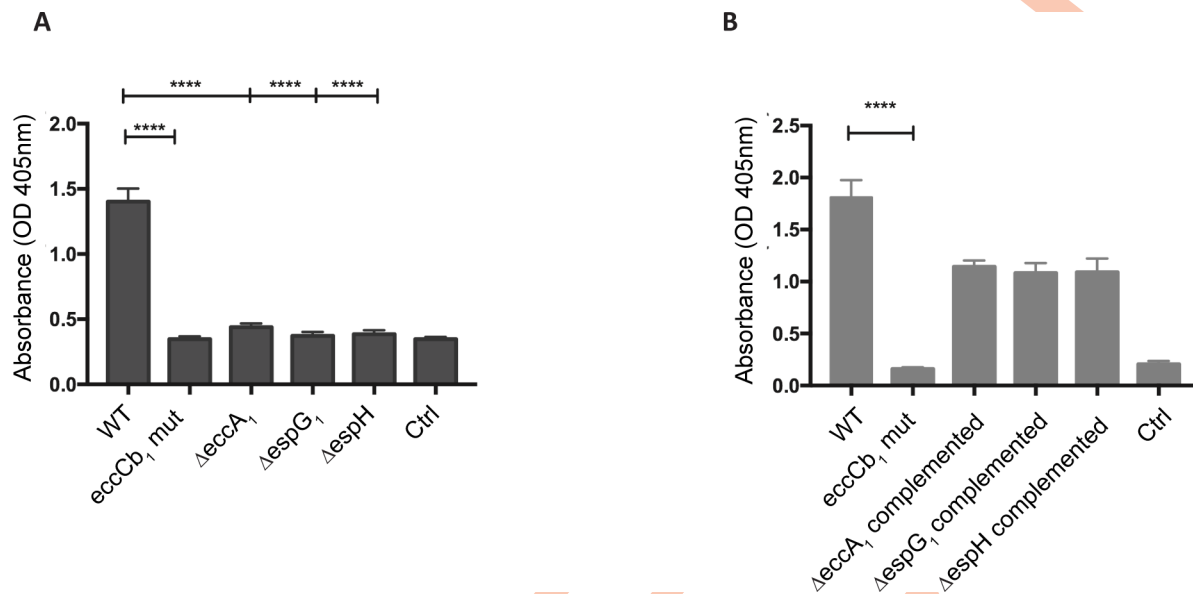 A
**** **** ****
****
Absorbance (OD 405nm)
2.0
1.5
1.0
0.5
0.0
WT
eccCb₁ mut
ΔeccA₁
ΔespG₁
ΔespH
Ctrl
B
****
Absorbance (OD 405nm)
2.5
2.0
1.5
1.0
0.5
0.0
WT
eccCb₁ mut
ΔeccA₁ complemented
ΔespG₁ complemented
ΔespH complemented
Ctrl